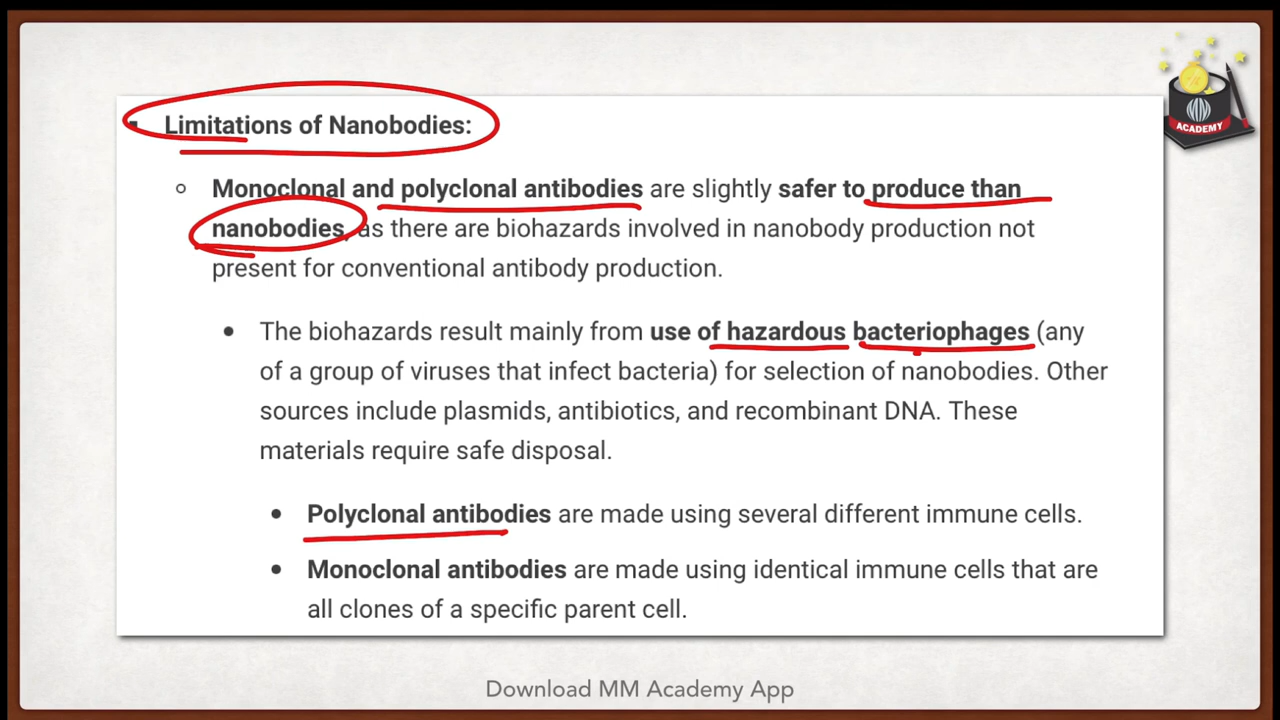 MM
ACADEMY
Limitations of Nanobodies:
Monoclonal and polyclonal antibodies are slightly safer to produce than
nanobodies, as there are biohazards involved in nanobody production not
present for conventional antibody production.
The biohazards result mainly from use of hazardous bacteriophages (any
of a group of viruses that infect bacteria) for selection of nanobodies. Other
sources include plasmids, antibiotics, and recombinant DNA. These
materials require safe disposal.
Polyclonal antibodies are made using several different immune cells.
Monoclonal antibodies are made using identical immune cells that are
all clones of a specific parent cell.
Download MM Academy App